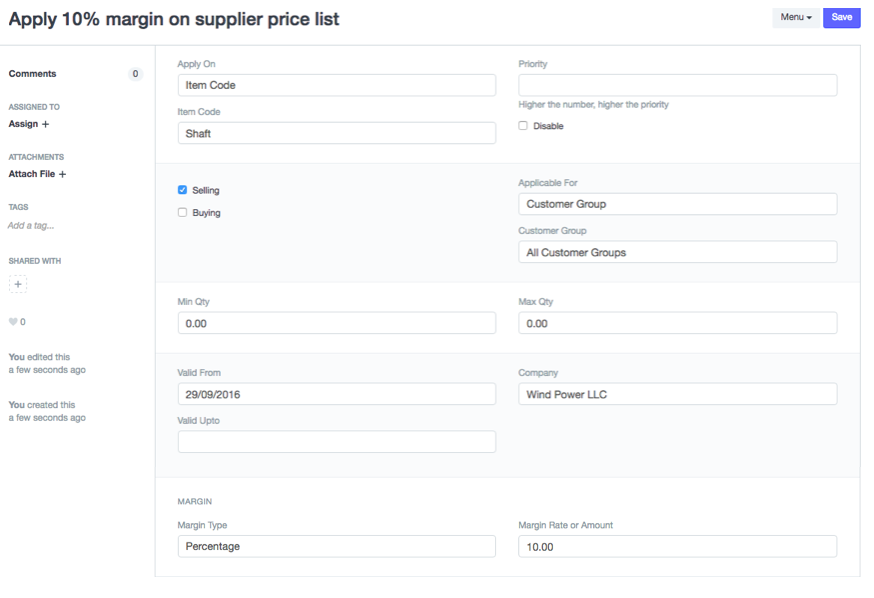 Apply 10% margin on supplier price list
Menu
Save
Comments
0
ASSIGNED TO
Assign +
ATTACHMENTS
Attach File +
TAGS
Add a tag...
SHARED WITH
+
0
You edited this
a few seconds ago
You created this
a few seconds ago
Apply On
Item Code
Item Code
Shaft
Priority
Higher the number, higher the priority
Disable
Selling
Buying
Applicable For
Customer Group
Customer Group
All Customer Groups
Min Qty
0.00
Max Qty
0.00
Valid From
29/09/2016
Valid Upto
Company
Wind Power LLC
MARGIN
Margin Type
Percentage
Margin Rate or Amount
10.00